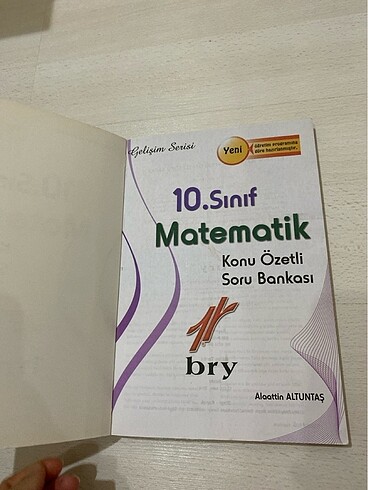 Gelişim Serisi
Yeni
öğretim programına
göre hazırlanmıştır.
10.Sınıf
Matematik
Konu Özetli
Soru Bankası
bry
Alaattin ALTUNTAŞ